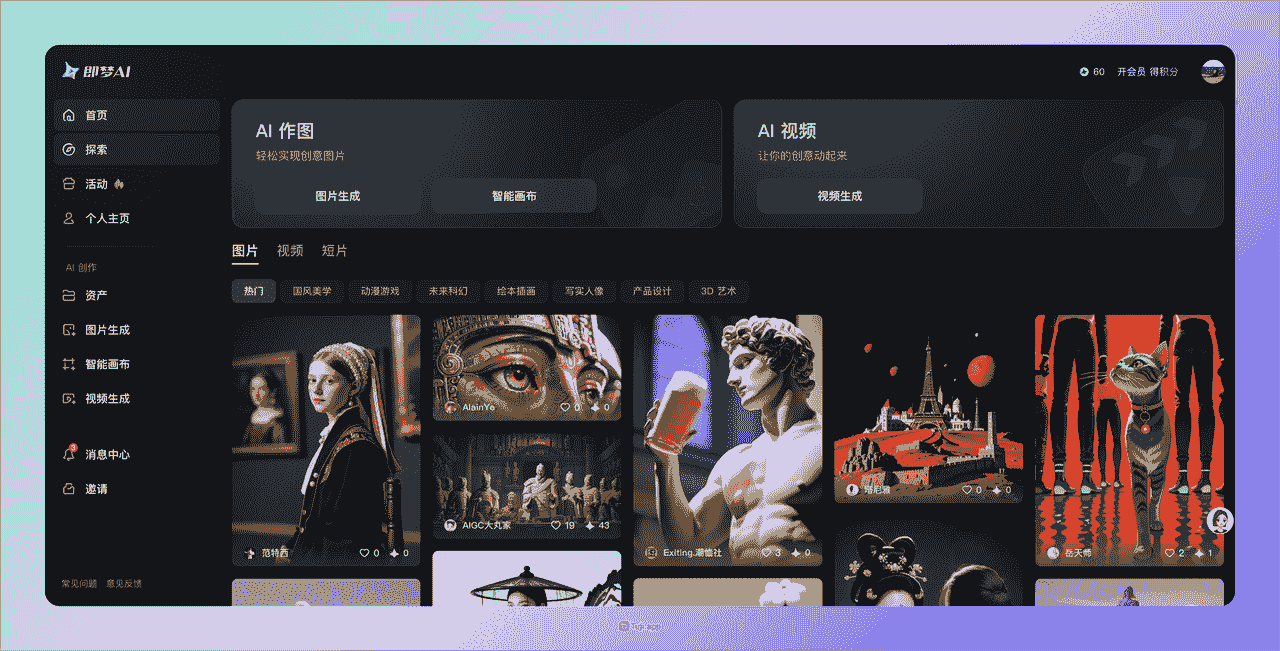 即梦AI
60 开会员 得积分
首页
探索
活动
个人主页
AI 创作
资产
图片生成
智能画布
视频生成
3
消息中心
邀请
常见问题 意见反馈
AI 作图
轻松实现创意图片
图片生成 智能画布
AI 视频
让你的创意动起来
视频生成
图片 视频 短片
热门 国风美学 动漫游戏 未来科幻 绘本插画 写实人像 产品设计 3D 艺术
范特西 0 0
AlainYe 0 0
AIGC大丸家 19 43
Exiting.潮儋社 3 0
0 0
岳天师 2 1